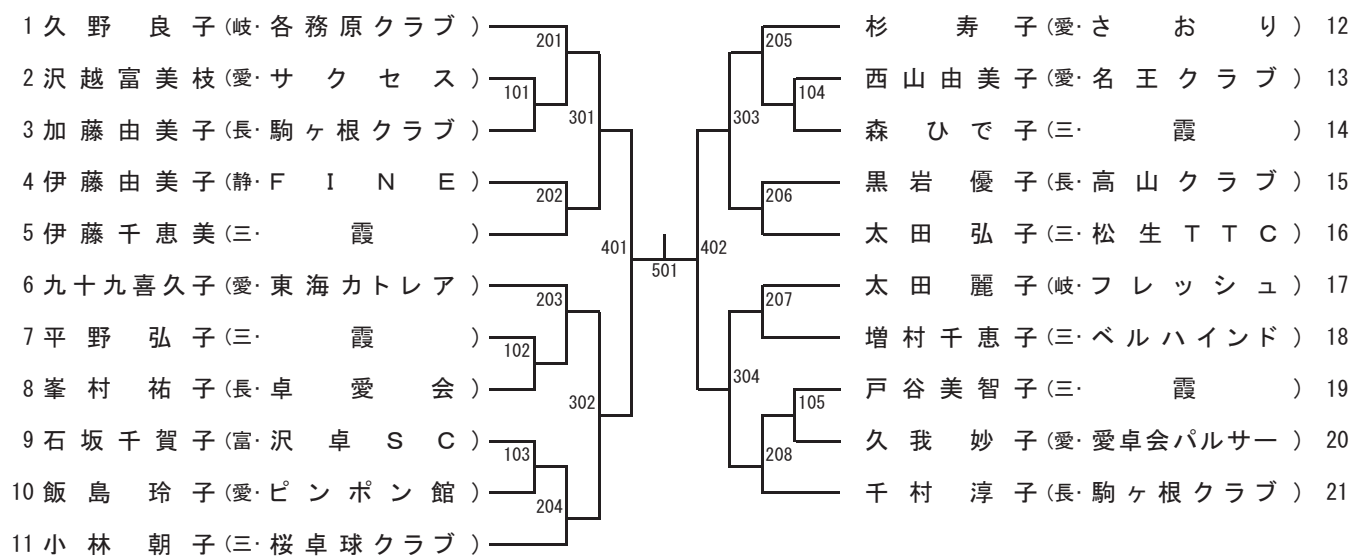 1 久野良子(岐・各務原クラブ)
2 沢越富美枝(愛・サクセス)
3 加藤由美子(長・駒ヶ根クラブ)
4 伊藤由美子(静・FINE)
5 伊藤千恵美(三・霞)
6 九十九喜久子(愛・東海カトレア)
7 平野弘子(三・霞)
8 峯村祐子(長・卓愛会)
9 石坂千賀子(富・沢卓SC)
10 飯島玲子(愛・ピンポン館)
11 小林朝子(三・桜卓球クラブ)
201
101
301
202
401
203
102
302
103
204
501
205
104
303
206
402
207
304
105
208
杉寿子(愛・さおり) 12
西山由美子(愛・名王クラブ) 13
森ひで子(三・霞) 14
黒岩優子(長・高山クラブ) 15
太田弘子(三・松生TTC) 16
太田麗子(岐・フレッシュ) 17
増村千恵子(三・ベルハインド) 18
戸谷美智子(三・霞) 19
久我妙子(愛・愛卓会パルサー) 20
千村淳子(長・駒ヶ根クラブ) 21